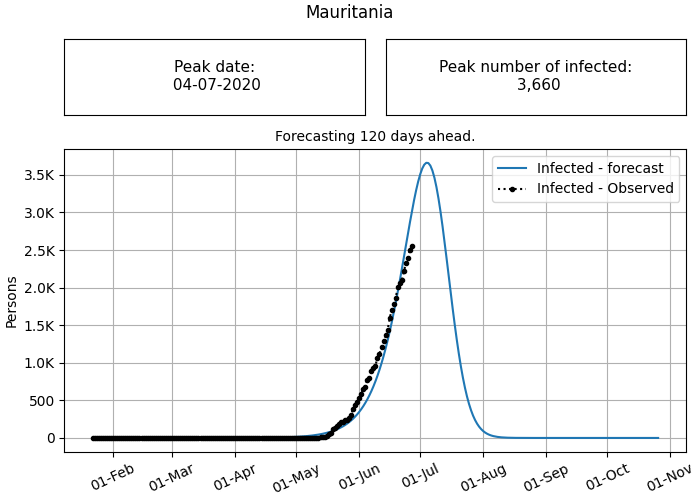 Mauritania
Peak date:
04-07-2020
Peak number of infected:
3,660
Forecasting 120 days ahead.
Infected - forecast
Infected - Observed
3.5K
3.0K
2.5K
2.0K
1.5K
1.0K
500
0
Persons
01-Feb
01-Mar
01-Apr
01-May
01-Jun
01-Jul
01-Aug
01-Sep
01-Oct
01-Nov